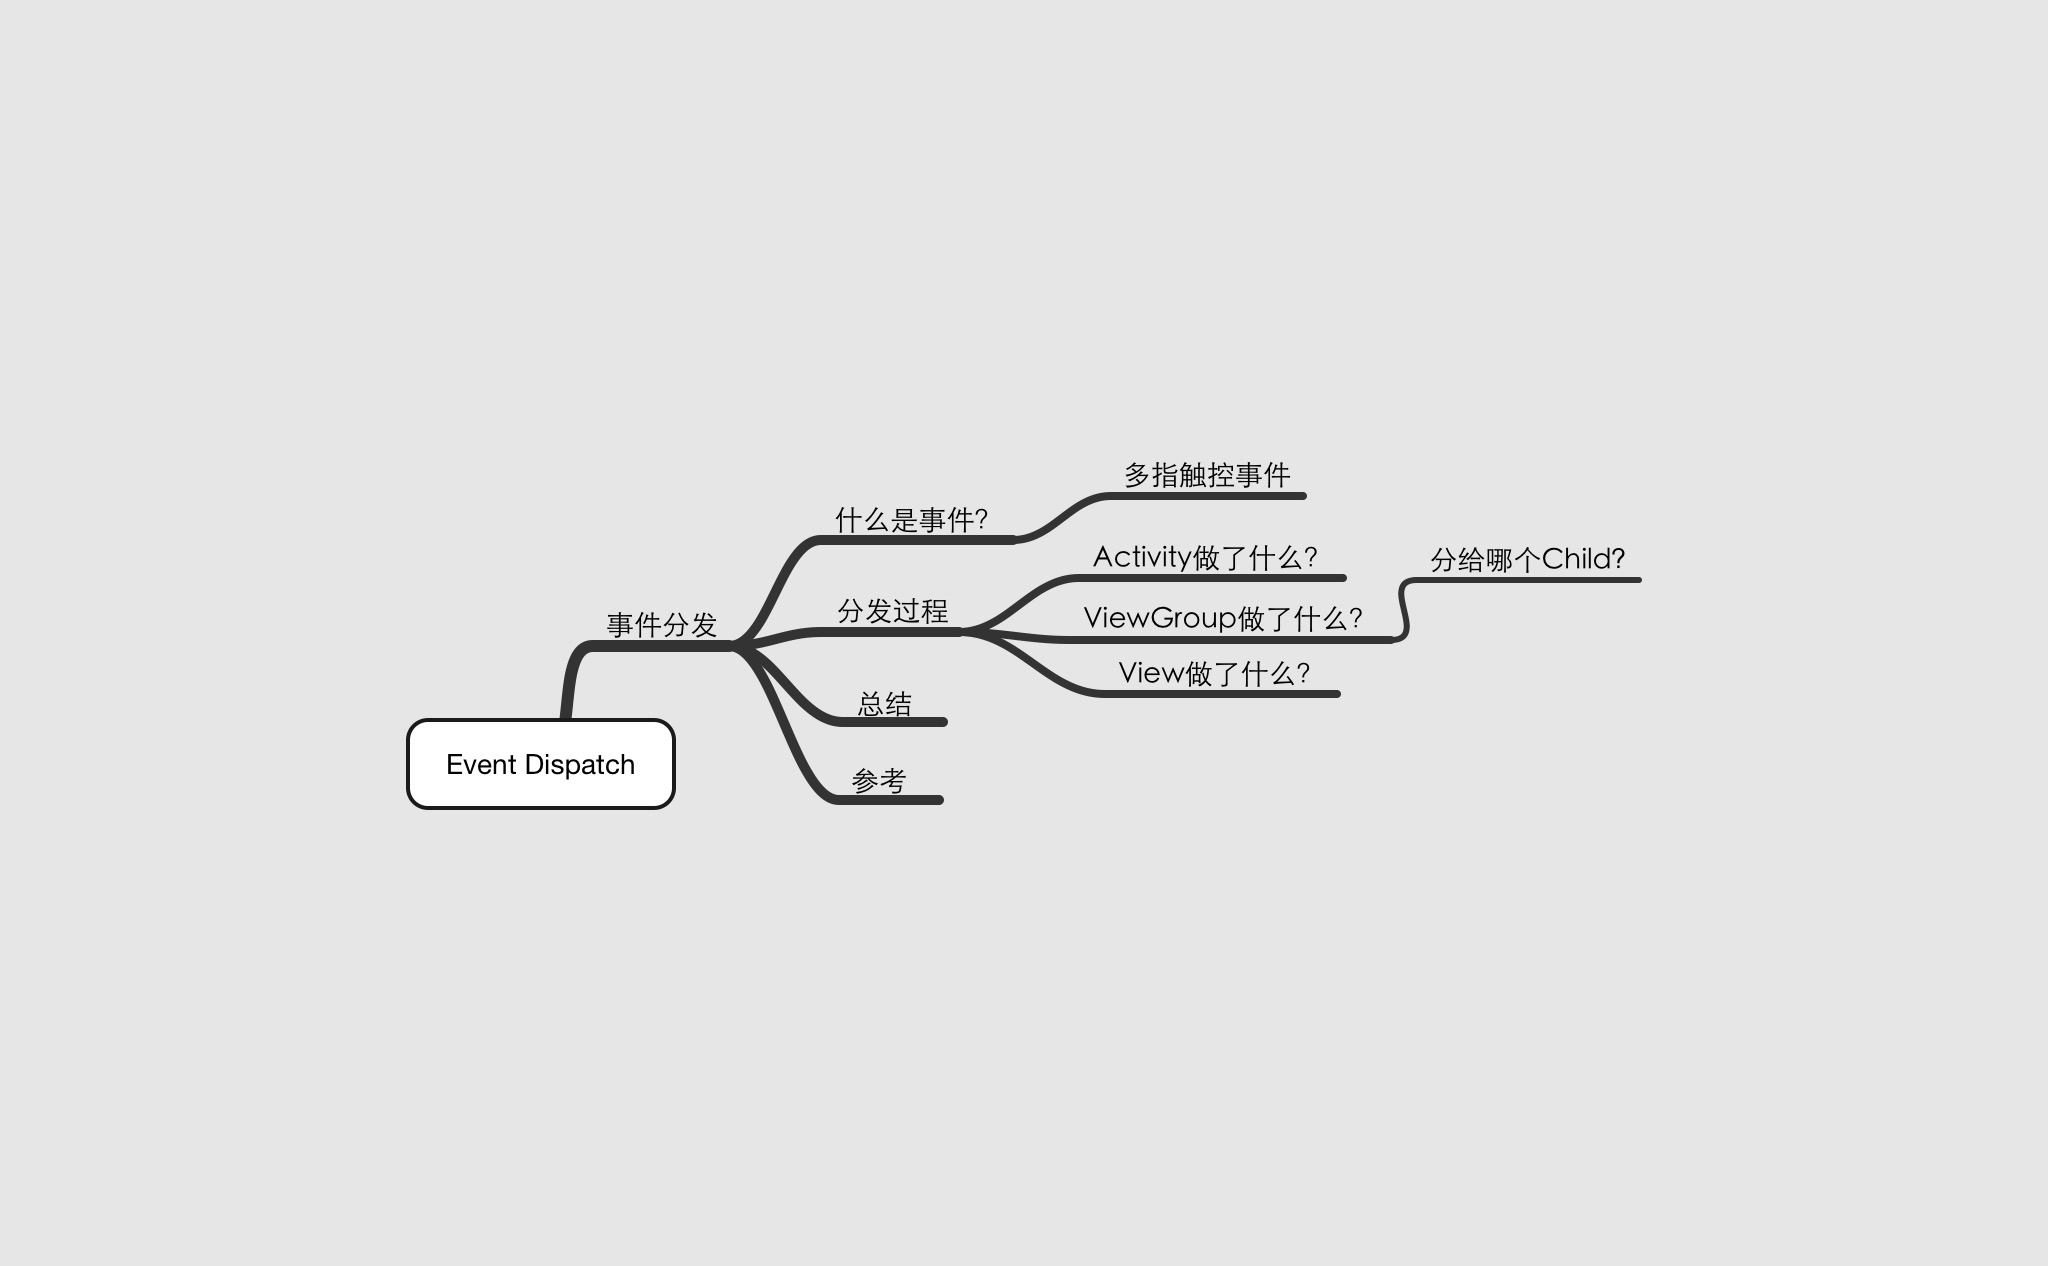 Event Dispatch
事件分发
什么是事件?
多指触控事件
分发过程
Activity做了什么?
ViewGroup做了什么?
分给哪个Child?
View做了什么?
总结
参考